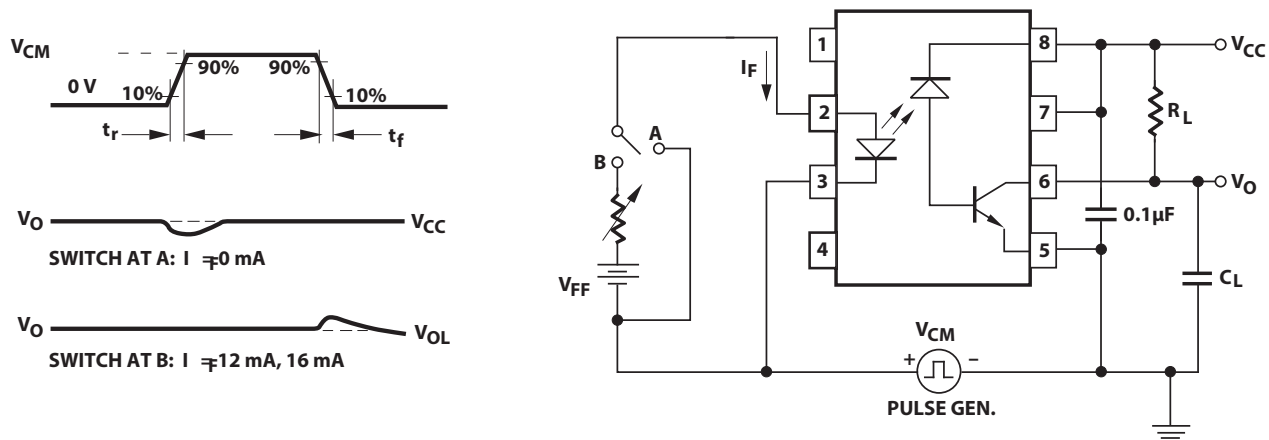 V_CM
0 V
10%
90%
90%
10%
t_r
t_f
V_O
V_CC
SWITCH AT A: I_F=0 mA
V_O
V_OL
SWITCH AT B: I_F=12 mA, 16 mA
I_F
A
B
V_FF
1
2
3
4
8
7
6
5
V_CC
R_L
V_O
0.1µF
C_L
V_CM
+
–
PULSE GEN.